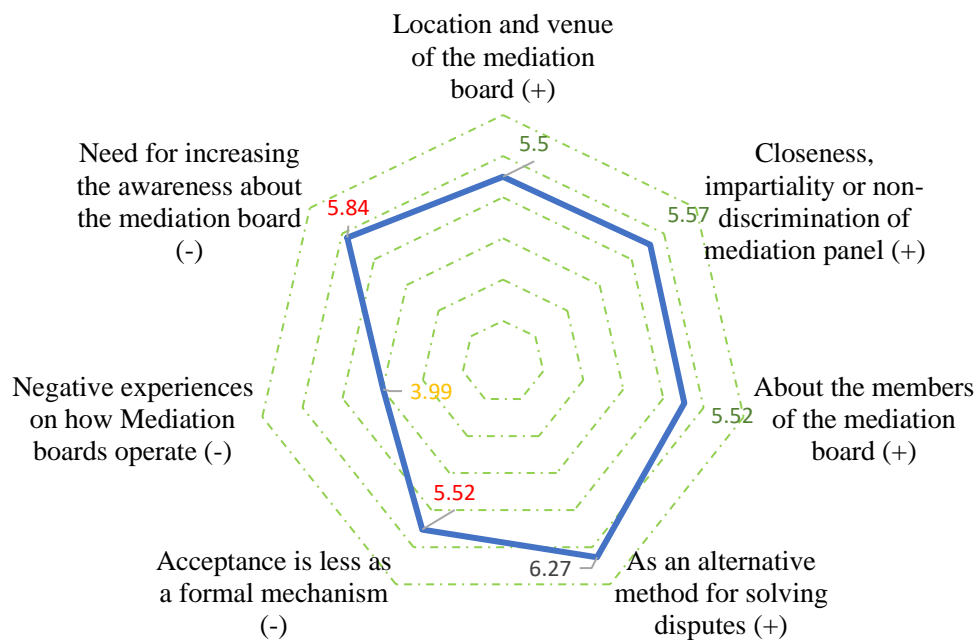 Location and venue
of the mediation
board (+)
5.5
Closeness,
impartiality or non-
discrimination of
mediation panel (+)
5.57
About the members
of the mediation
board (+)
5.52
As an alternative
method for solving
disputes (+)
6.27
Acceptance is less as
a formal mechanism
(-)
5.52
Negative experiences
on how Mediation
boards operate (-)
3.99
Need for increasing
the awareness about
the mediation board
(-)
5.84